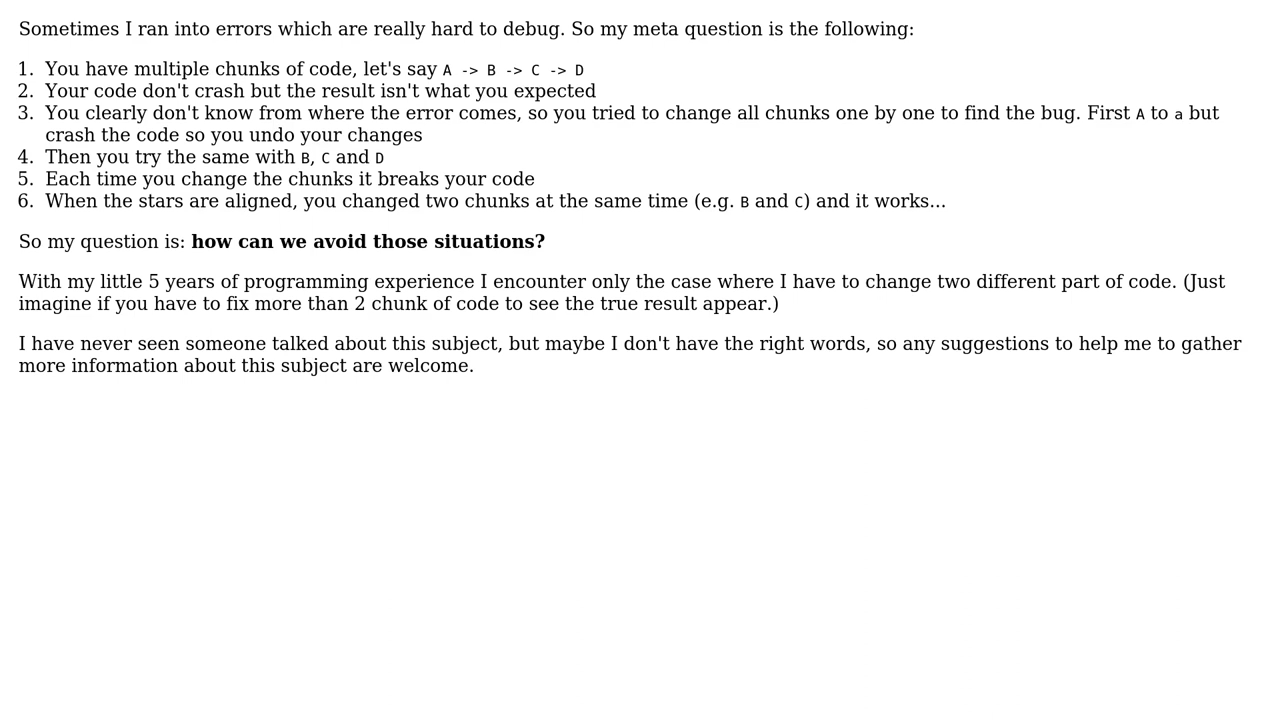 Sometimes I ran into errors which are really hard to debug. So my meta question is the following:
1. You have multiple chunks of code, let's say A -> B -> C -> D
2. Your code don't crash but the result isn't what you expected
3. You clearly don't know from where the error comes, so you tried to change all chunks one by one to find the bug. First A to a but
crash the code so you undo your changes
4. Then you try the same with B, C and D
5. Each time you change the chunks it breaks your code
6. When the stars are aligned, you changed two chunks at the same time (e.g. B and C) and it works...
So my question is: how can we avoid those situations?
With my little 5 years of programming experience I encounter only the case where I have to change two different part of code. (Just
imagine if you have to fix more than 2 chunk of code to see the true result appear.)
I have never seen someone talked about this subject, but maybe I don't have the right words, so any suggestions to help me to gather
more information about this subject are welcome.